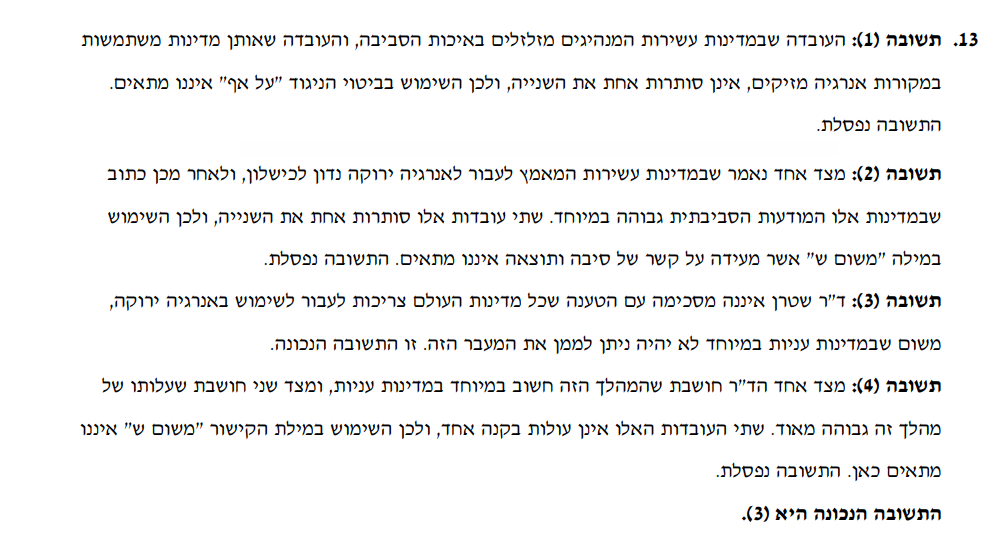 13. תשובה (1): העובדה שבמדינות עשירות המנהיגים מזלזלים באיכות הסביבה, והעובדה שאותן מדינות משתמשות
במקורות אנרגיה מזיקים, אינן סותרות אחת את השנייה, ולכן השימוש בביטוי הניגוד "על אף" איננו מתאים.
התשובה נפסלת.
תשובה (2): מצד אחד נאמר שבמדינות עשירות המאמץ לעבור לאנרגיה ירוקה נדון לכישלון, ולאחר מכן כתוב
שבמדינות אלו המודעות הסביבתית גבוהה במיוחד. שתי עובדות אלו סותרות אחת את השנייה, ולכן השימוש
במילה "משום ש" אשר מעידה על קשר של סיבה ותוצאה איננו מתאים. התשובה נפסלת.
תשובה (3): ד"ר שטרן איננה מסכימה עם הטענה שכל מדינות העולם צריכות לעבור לשימוש באנרגיה ירוקה,
משום שבמדינות עניות במיוחד לא יהיה ניתן לממן את המעבר הזה. זו התשובה הנכונה.
תשובה (4): מצד אחד הד"ר חושבת שהמהלך הזה חשוב במיוחד במדינות עניות, ומצד שני חושבת שעלותו של
מהלך זה גבוהה מאוד. שתי העובדות האלו אינן עולות בקנה אחד, ולכן השימוש במילת הקישור "משום ש" איננו
מתאים כאן. התשובה נפסלת.
התשובה הנכונה היא (3).